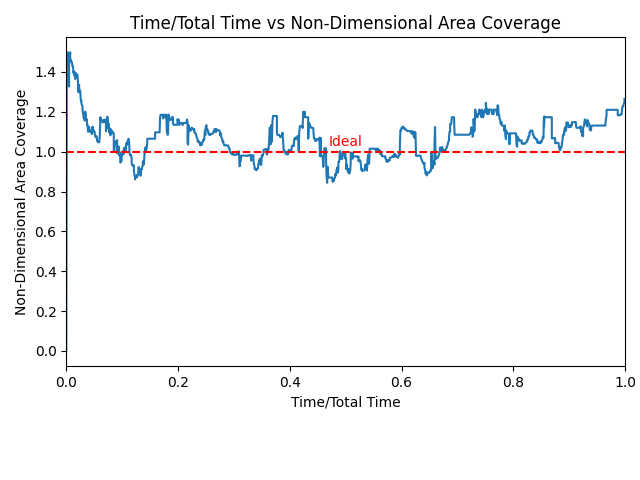 Time/Total Time vs Non-Dimensional Area Coverage
Non-Dimensional Area Coverage
1.4
1.2
1.0
0.8
0.6
0.4
0.2
0.0
Ideal
0.0 0.2 0.4 0.6 0.8 1.0
Time/Total Time